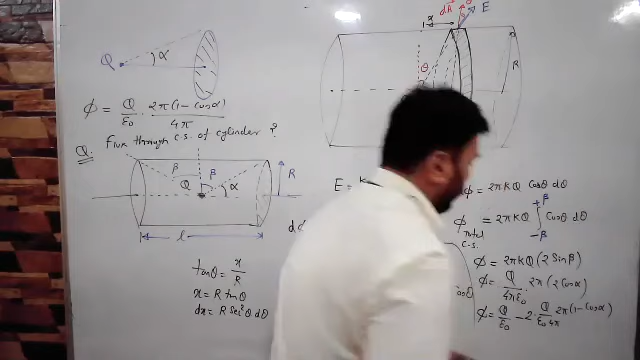 Q α
ϕ = Q/ε₀ · 2π(1 - cosα)/4π
Q. Flux through c.s. of cylinder ?
β β Q α R
l
tanθ = x/R
x = R tanθ
dx = R sec²θ dθ
x dA θ E
θ R
E = K
ϕ = 2πKQ cosθ dθ
ϕ Total c.s. = 2πKQ ∫ +β -β cosθ dθ
ϕ = 2πKQ (2 sinβ)
ϕ = Q/4πε₀ · 2π (2 cosα)
ϕ = Q/ε₀ - 2 · Q/ε₀4π 2π(1 - cosα)